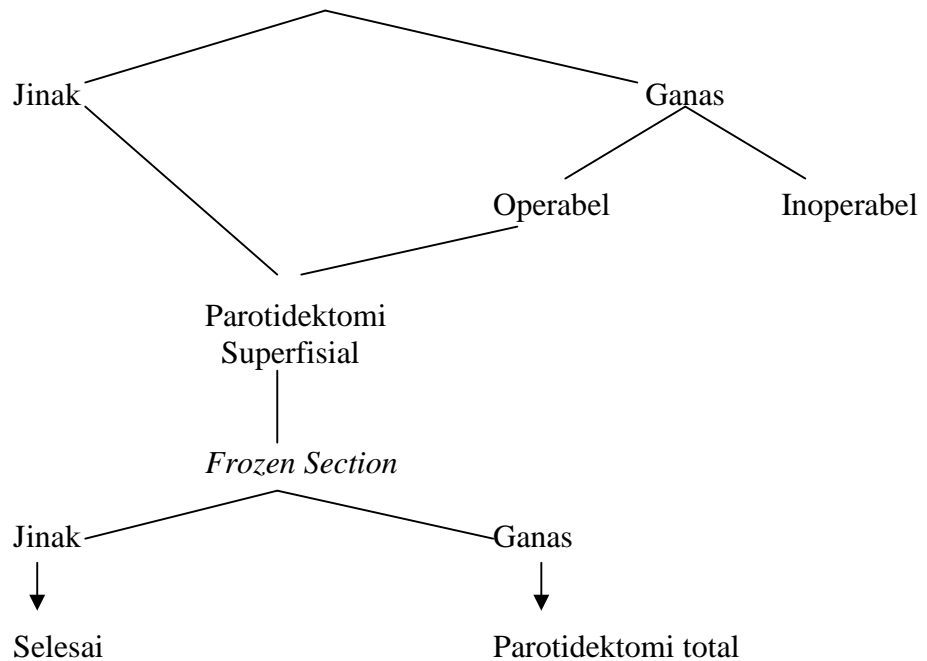 Jinak
Ganas
Operabel
Inoperabel
Parotidektomi
Superfisial
Frozen Section
Jinak
Ganas
Selesai
Parotidektomi total